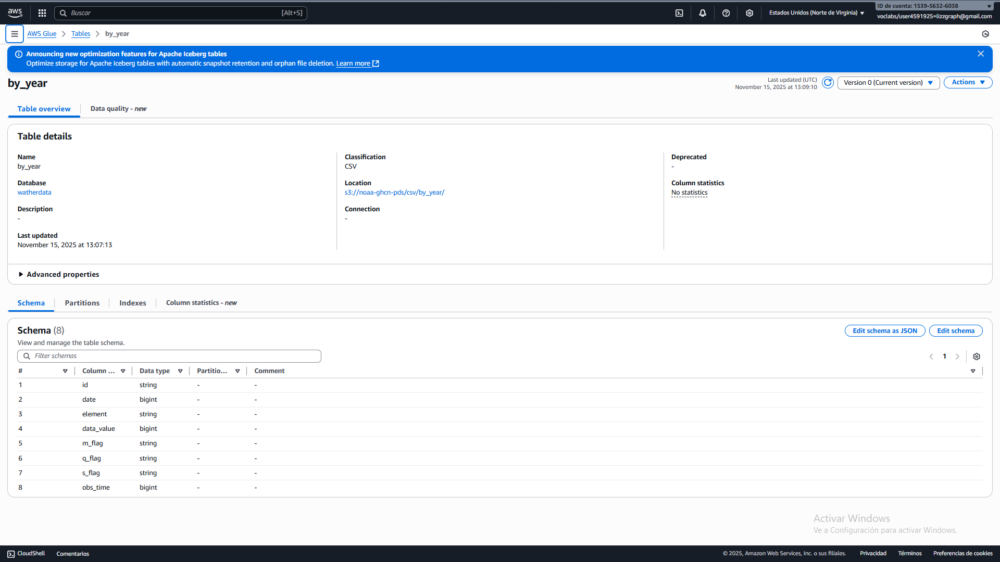 aws
Buscar [Alt+S]
Estados Unidos (Norte de Virginia)
ID de cuenta: 1539-5632-6038
voclabs/user4591925=lizzgraph@gmail.com
AWS Glue > Tables > by_year
Announcing new optimization features for Apache Iceberg tables
Optimize storage for Apache Iceberg tables with automatic snapshot retention and orphan file deletion. Learn more
by_year
Last updated (UTC)
November 15, 2025 at 13:09:10
Version 0 (Current version)
Actions
Table overview
Data quality - new
Table details
Name
by_year
Database
watherdata
Description
-
Last updated
November 15, 2025 at 13:07:13
Classification
CSV
Location
s3://noaa-ghcn-pds/csv/by_year/
Connection
-
Deprecated
-
Column statistics
No statistics
Advanced properties
Schema
Partitions
Indexes
Column statistics - new
Schema (8)
Edit schema as JSON
Edit schema
View and manage the table schema.
Filter schemas
1
# Column ... Data type Partitio... Comment
1 id string - -
2 date bigint - -
3 element string - -
4 data_value bigint - -
5 m_flag string - -
6 q_flag string - -
7 s_flag string - -
8 obs_time bigint - -
Activar Windows
Ve a Configuración para activar Windows.
CloudShell Comentarios
© 2025, Amazon Web Services, Inc. o sus filiales. Privacidad Términos Preferencias de cookies